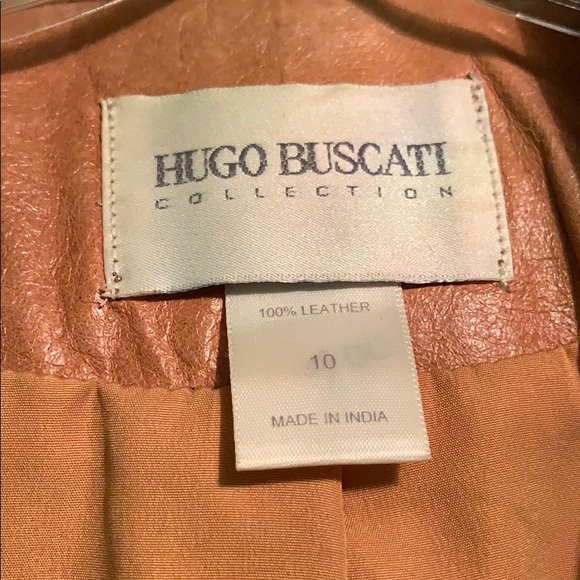 HUGO BUSCATI
COLLECTION
100% LEATHER
10
MADE IN INDIA